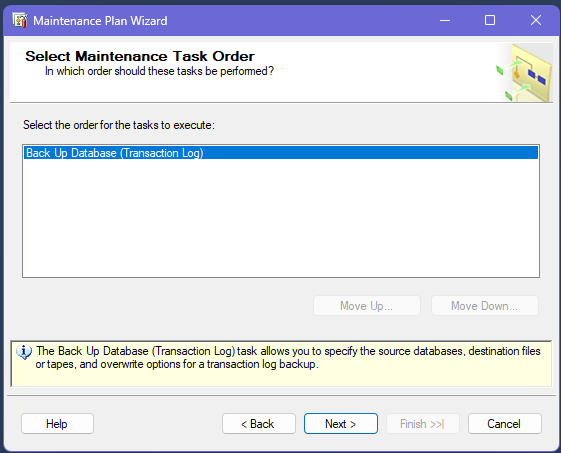 Maintenance Plan Wizard
Select Maintenance Task Order
In which order should these tasks be performed?
Select the order for the tasks to execute:
Back Up Database (Transaction Log)
Move Up... Move Down...
The Back Up Database (Transaction Log) task allows you to specify the source databases, destination files
or tapes, and overwrite options for a transaction log backup.
Help < Back Next > Finish >>| Cancel